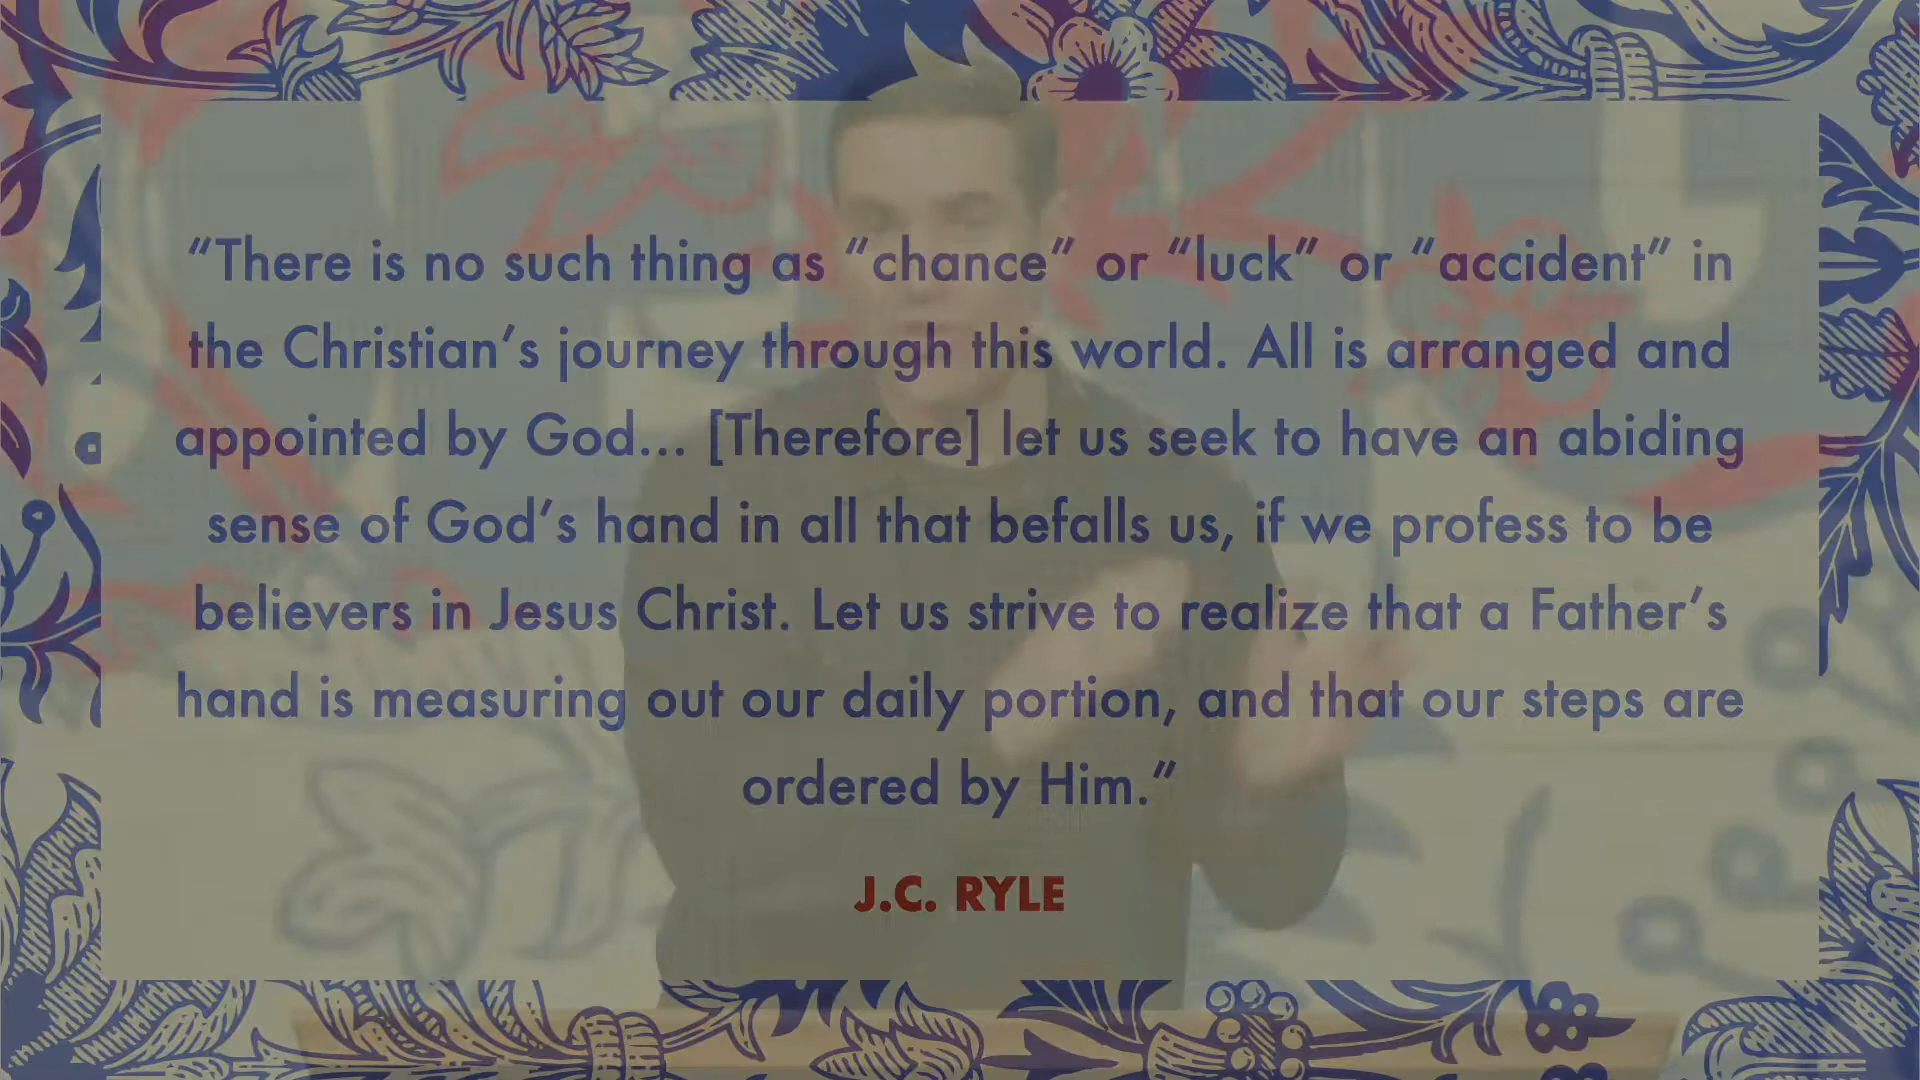 “There is no such thing as “chance” or “luck” or “accident” in
the Christian’s journey through this world. All is arranged and
appointed by God... [Therefore] let us seek to have an abiding
sense of God’s hand in all that befalls us, if we profess to be
believers in Jesus Christ. Let us strive to realize that a Father’s
hand is measuring out our daily portion, and that our steps are
ordered by Him.”
J.C. RYLE